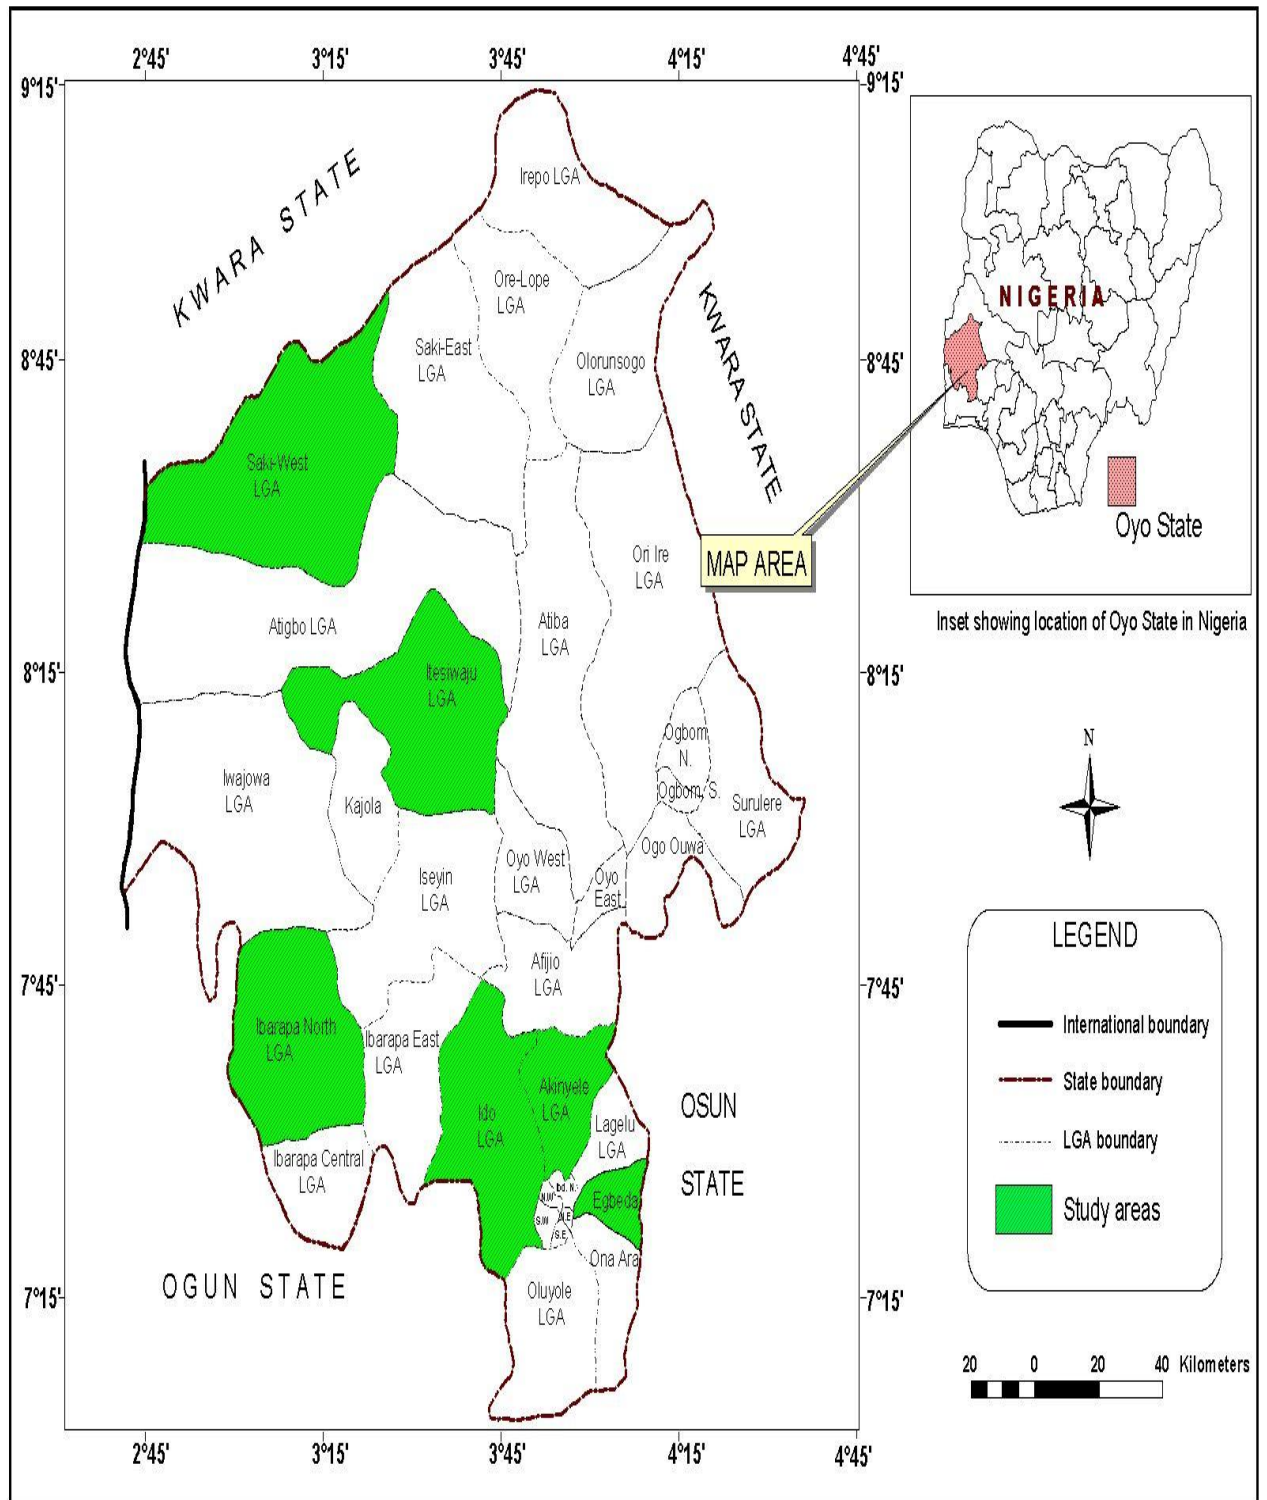 2°45' 3°15' 3°45' 4°15' 4°45'
9°15' 9°15'
KWARA STATE
Irepo LGA
Ore-Lope
LGA
KWARA STATE
NIGERIA
8°45' 8°45'
Saki-East
LGA
Olorunsogo
LGA
Saki-West
LGA
Oyo State
Ori Ire
LGA
MAP AREA
Inset showing location of Oyo State in Nigeria
Atigbo LGA
Atiba
LGA
8°15' 8°15'
Itesiwaju
LGA
Ogbom
N.
N
Iwajowa
LGA
Kajola
Ogbom S.
Surulere
LGA
Ogo Ouwa
Oyo West
LGA
Iseyin
LGA
Oyo
East
LEGEND
Afijio
LGA
7°45' 7°45'
International boundary
Ibarapa North
LGA
Ibarapa East
LGA
State boundary
Akinyele
LGA
Ido
LGA
OSUN
STATE
Lagelu
LGA
LGA boundary
Ibarapa Central
LGA
bd. N.
N.W
Egbeda
Study areas
S.W
N.E
S.E
Ona Ara
OGUN STATE
Oluyole
LGA
7°15' 7°15'
20 0 20 40 Kilometers
2°45' 3°15' 3°45' 4°15' 4°45'